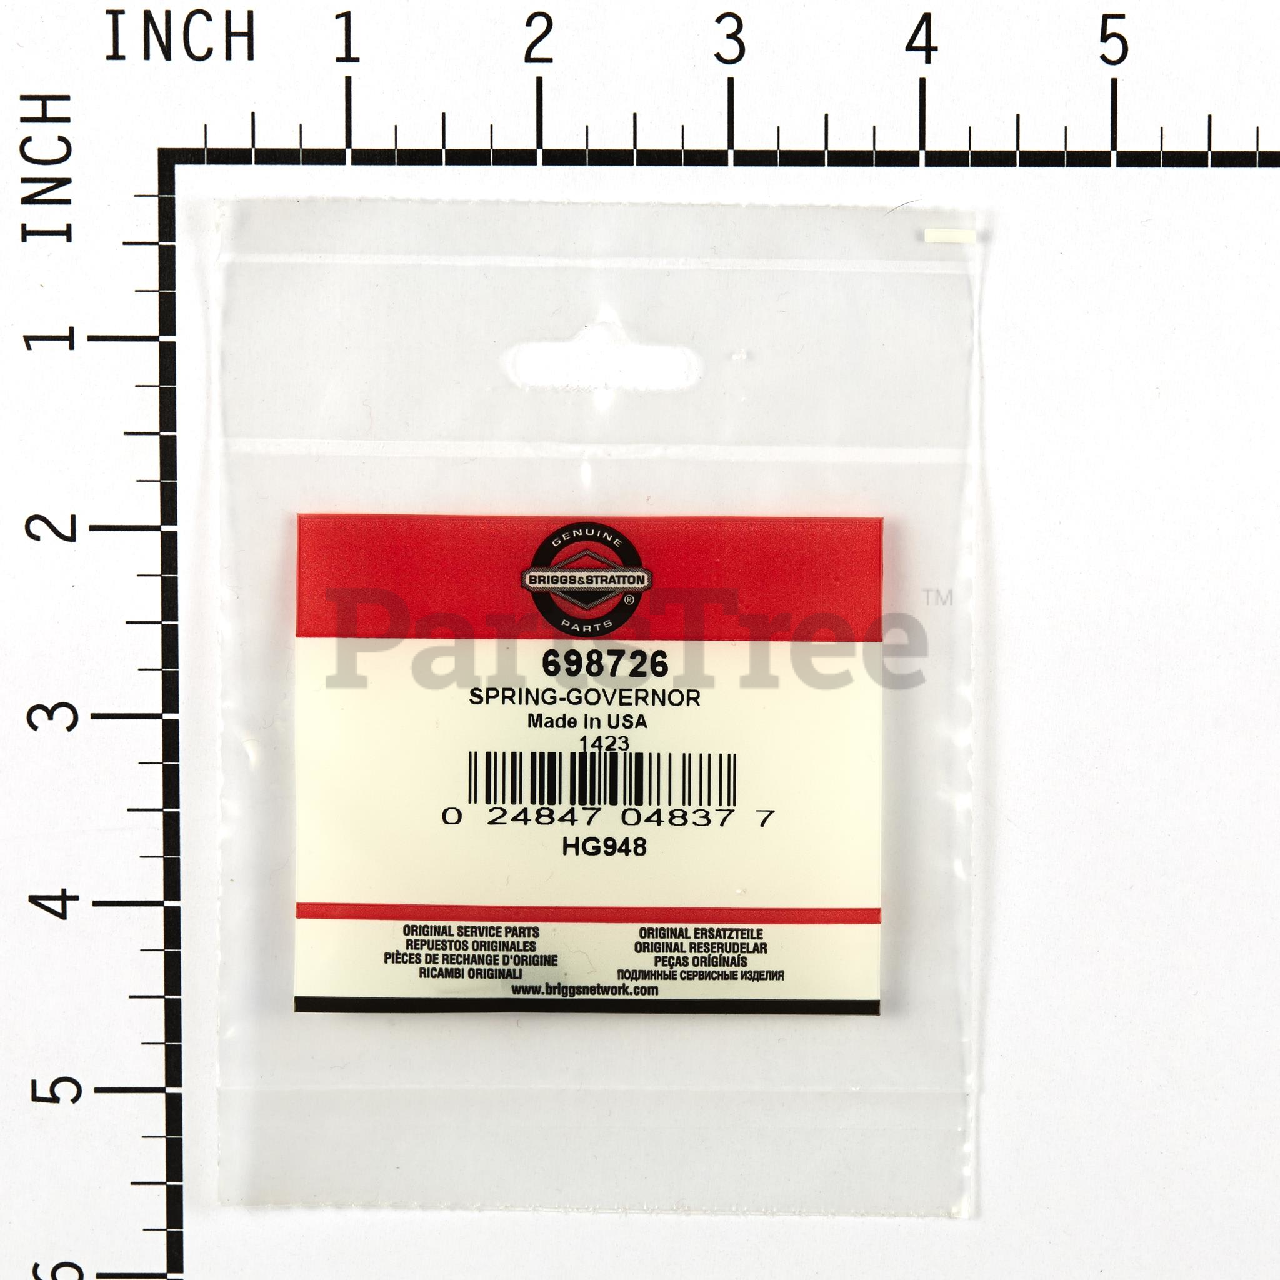 INCH 1 2 3 4 5
INCH
1
2
3
4
5
6
GENUINE
BRIGGS&STRATTON
®
PARTS
PartsTree™
698726
SPRING-GOVERNOR
Made In USA
1423
0 24847 04837 7
HG948
ORIGINAL SERVICE PARTS
REPUESTOS ORIGINALES
PIÈCES DE RECHANGE D'ORIGINE
RICAMBI ORIGINALI
ORIGINAL ERSATZTEILE
ORIGINAL RESERUDELAR
PEÇAS ORÍGÍNAÍS
ПОДЛИННЫЕ СЕРВИСНЫЕ ИЗДЕЛИЯ
www.briggsnetwork.com